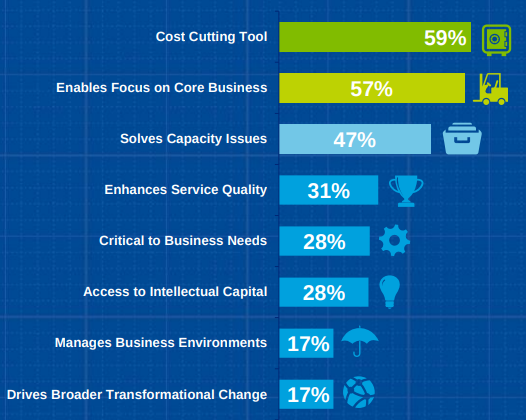 Cost Cutting Tool 59%
Enables Focus on Core Business 57%
Solves Capacity Issues 47%
Enhances Service Quality 31%
Critical to Business Needs 28%
Access to Intellectual Capital 28%
Manages Business Environments 17%
Drives Broader Transformational Change 17%